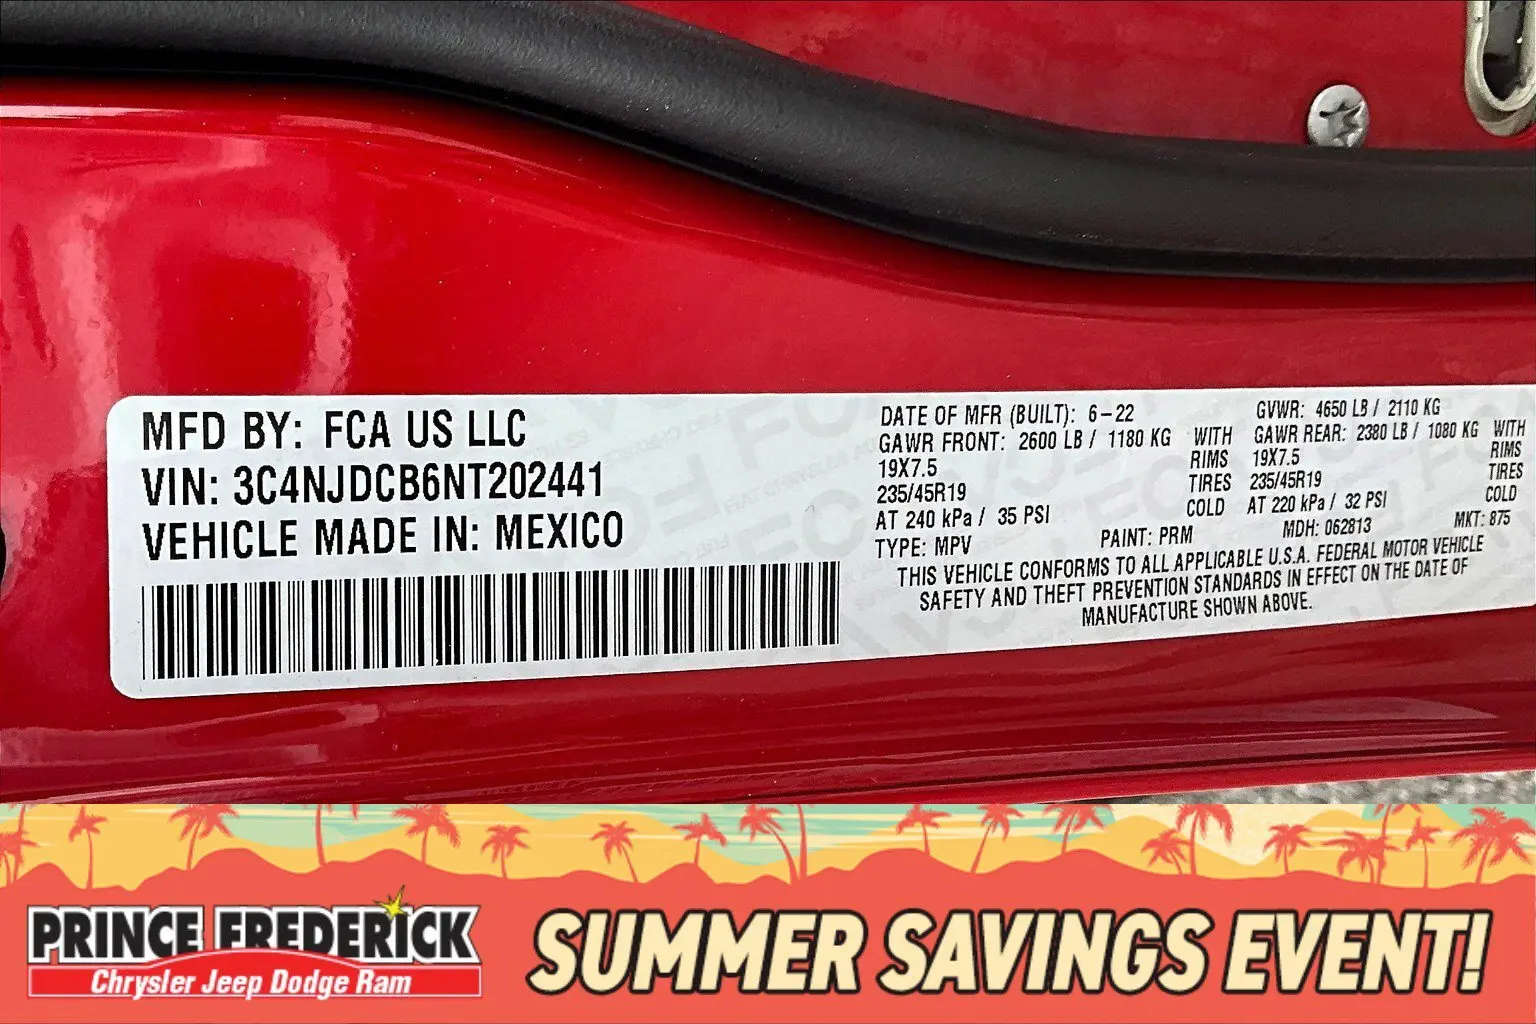 MFD BY: FCA US LLC
VIN: 3C4NJDCB6NT202441
VEHICLE MADE IN: MEXICO
DATE OF MFR (BUILT): 6-22 GVWR: 4650 LB / 2110 KG
GAWR FRONT: 2600 LB / 1180 KG WITH GAWR REAR: 2380 LB / 1080 KG WITH
19X7.5 RIMS 19X7.5 RIMS
235/45R19 TIRES 235/45R19 TIRES
AT 240 kPa / 35 PSI COLD AT 220 kPa / 32 PSI COLD
TYPE: MPV PAINT: PRM MDH: 062813 MKT: 875
THIS VEHICLE CONFORMS TO ALL APPLICABLE U.S.A. FEDERAL MOTOR VEHICLE
SAFETY AND THEFT PREVENTION STANDARDS IN EFFECT ON THE DATE OF
MANUFACTURE SHOWN ABOVE.
PRINCE FREDERICK
Chrysler Jeep Dodge Ram
SUMMER SAVINGS EVENT!